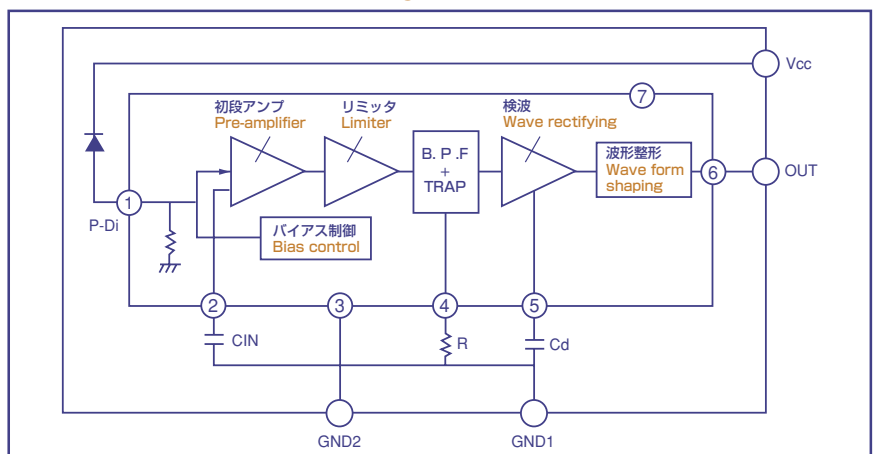 Vcc
7
初段アンプ
Pre-amplifier
リミッタ
Limiter
検波
Wave rectifying
B. P .F
+
TRAP
波形整形
Wave form
shaping
6
OUT
1
P-Di
バイアス制御
Bias control
2
3
4
5
CIN
R
Cd
GND2
GND1